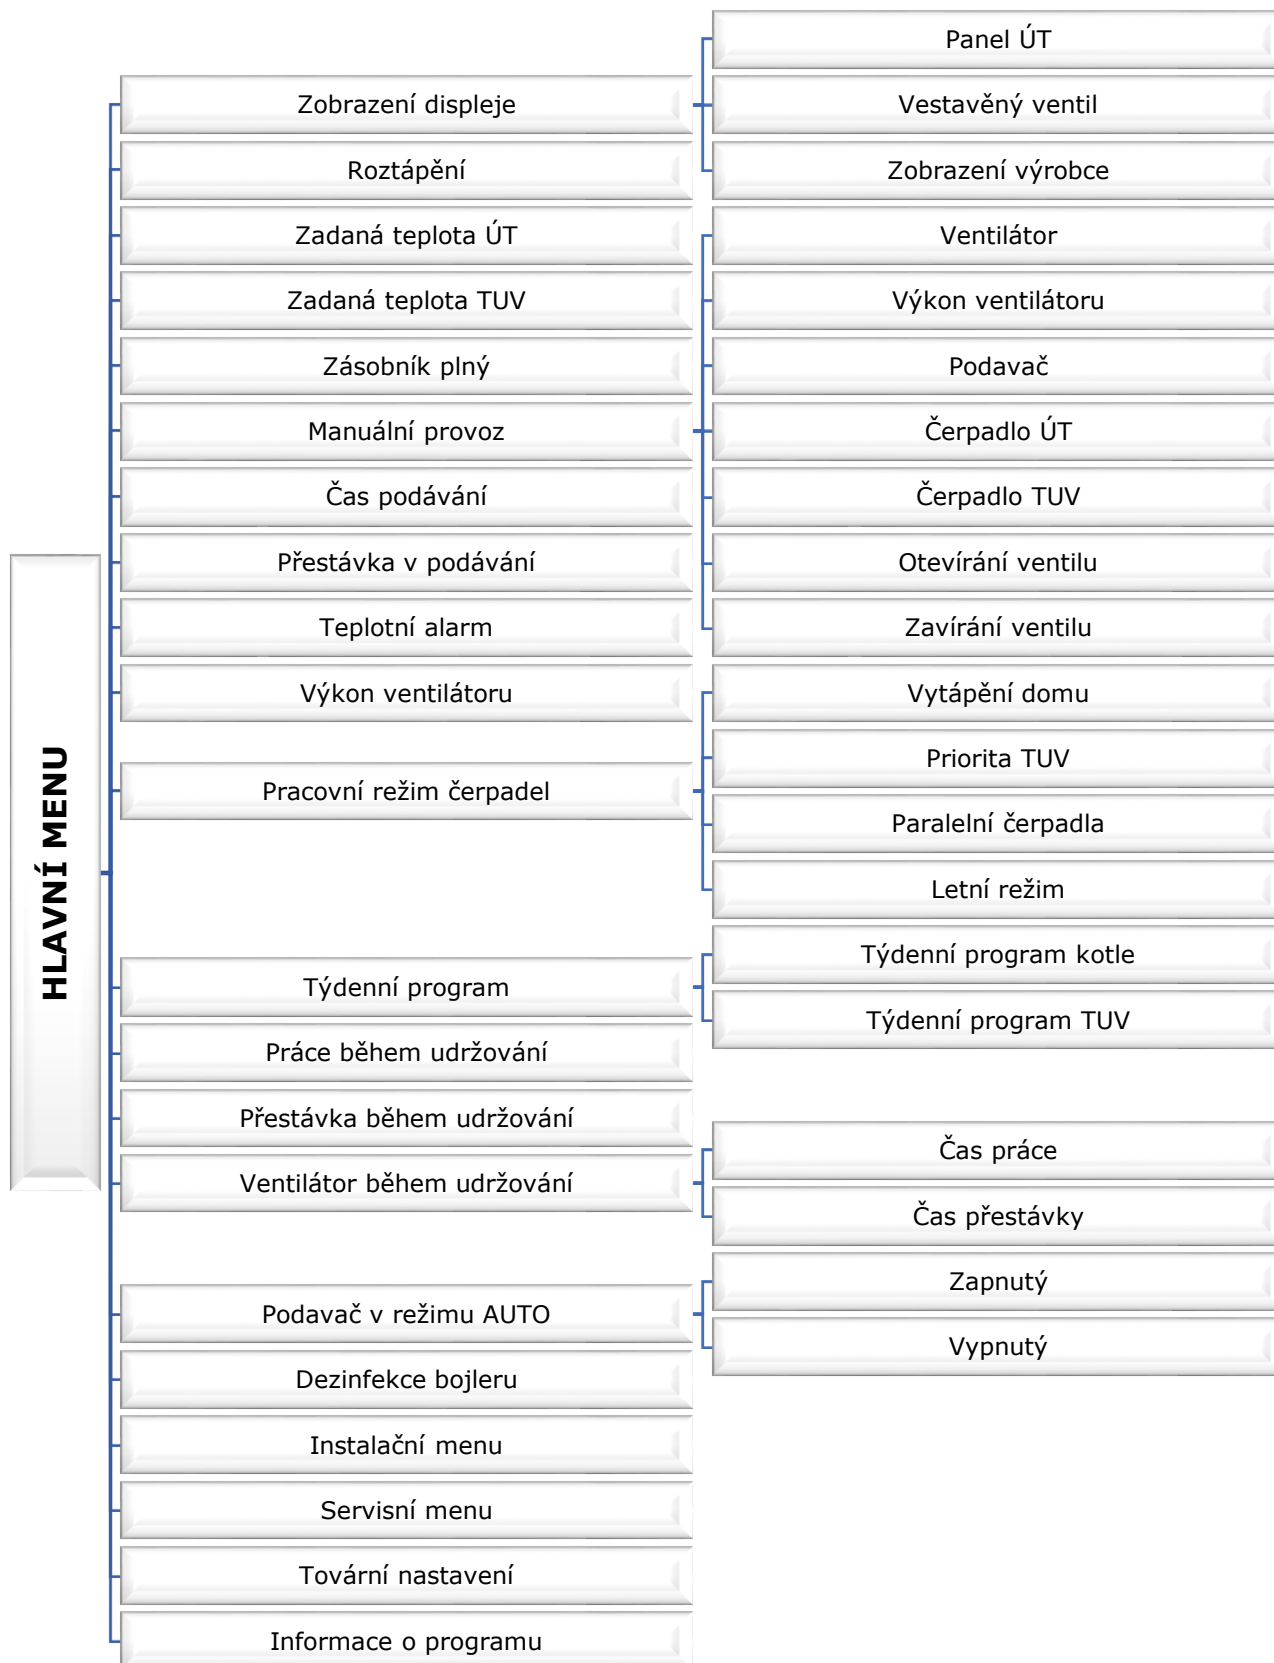 HLAVNÍ MENU
Zobrazení displeje
Panel ÚT
Vestavěný ventil
Zobrazení výrobce
Roztápění
Zadaná teplota ÚT
Zadaná teplota TUV
Zásobník plný
Manuální provoz
Ventilátor
Výkon ventilátoru
Podavač
Čerpadlo ÚT
Čerpadlo TUV
Otevírání ventilu
Zavírání ventilu
Čas podávání
Přestávka v podávání
Teplotní alarm
Výkon ventilátoru
Pracovní režim čerpadel
Vytápění domu
Priorita TUV
Paralelní čerpadla
Letní režim
Týdenní program
Týdenní program kotle
Týdenní program TUV
Práce během udržování
Přestávka během udržování
Ventilátor během udržování
Čas práce
Čas přestávky
Podavač v režimu AUTO
Zapnutý
Vypnutý
Dezinfekce bojleru
Instalační menu
Servisní menu
Tovární nastavení
Informace o programu